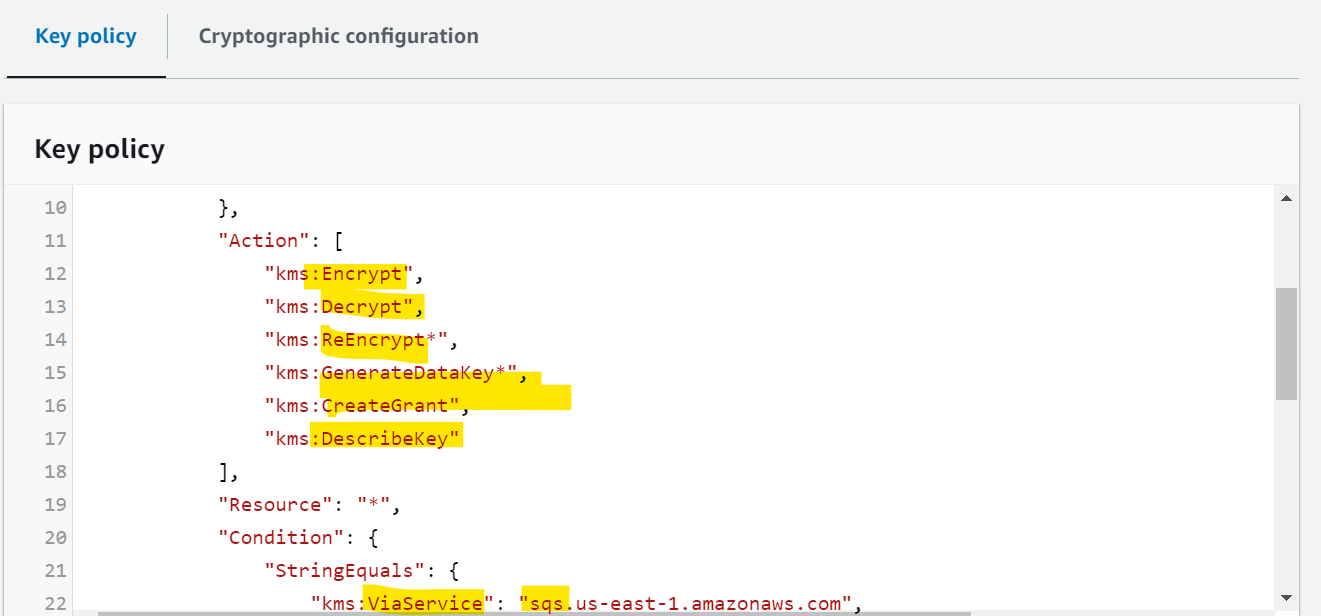 Key policy
Cryptographic configuration
Key policy
10 },
11 "Action": [
12 "kms:Encrypt",
13 "kms:Decrypt",
14 "kms:ReEncrypt*",
15 "kms:GenerateDataKey*",
16 "kms:CreateGrant",
17 "kms:DescribeKey"
18 ],
19 "Resource": "*",
20 "Condition": {
21 "StringEquals": {
22 "kms:ViaService": "sqs.us-east-1.amazonaws.com",